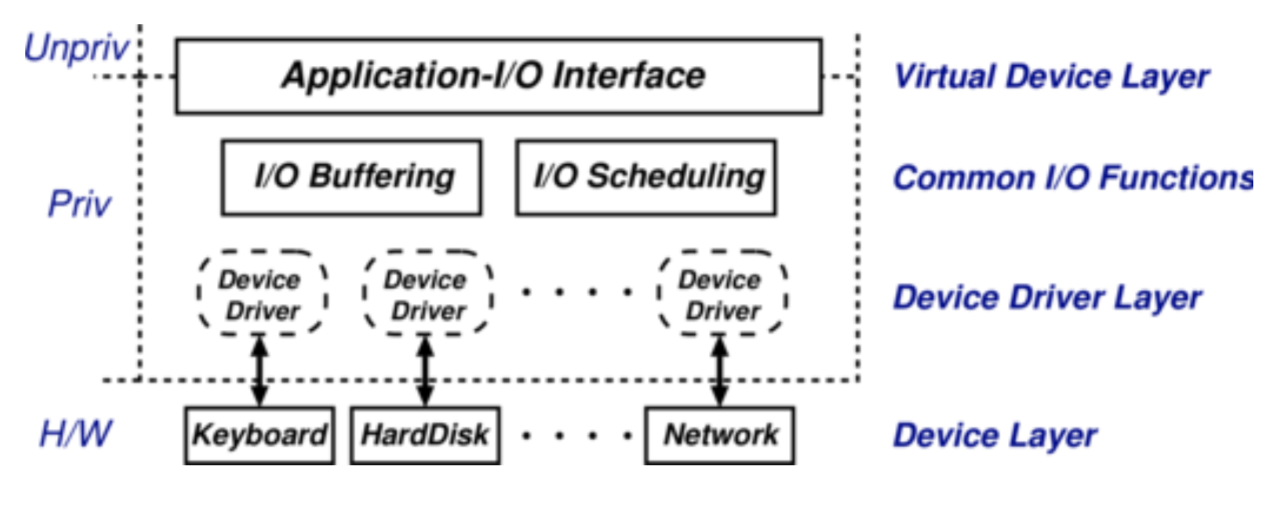 Unpriv
Application-I/O Interface
Virtual Device Layer
I/O Buffering
I/O Scheduling
Common I/O Functions
Priv
Device
Driver
Device
Driver
Device
Driver
Device Driver Layer
H/W
Keyboard
HardDisk
Network
Device Layer